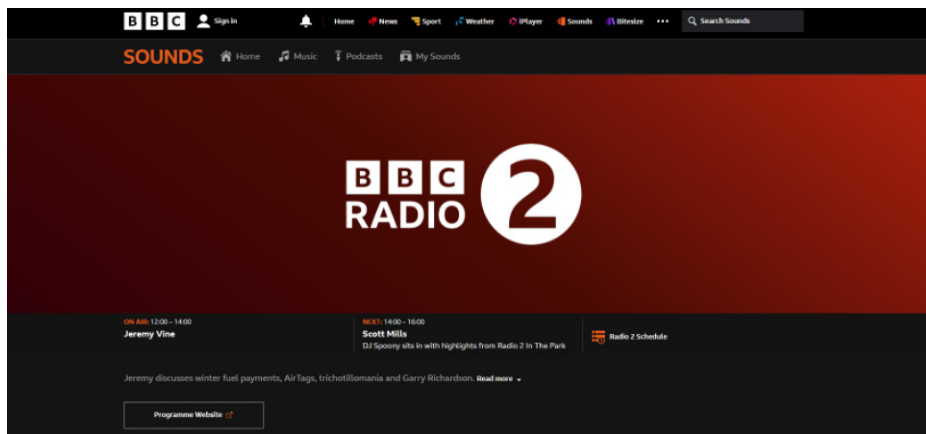 BBC Sign in Home News Sport Weather iPlayer Sounds Bitesize Search Sounds
SOUNDS Home Music Podcasts My Sounds
BBC
RADIO 2
ON AIR: 12:00 – 14:00
Jeremy Vine
NEXT: 14:00 – 16:00
Scott Mills
DJ Spoony sits in with highlights from Radio 2 In The Park
Radio 2 Schedule
Jeremy discusses winter fuel payments, AirTags, trichotillomania and Garry Richardson. Read more
Programme Website